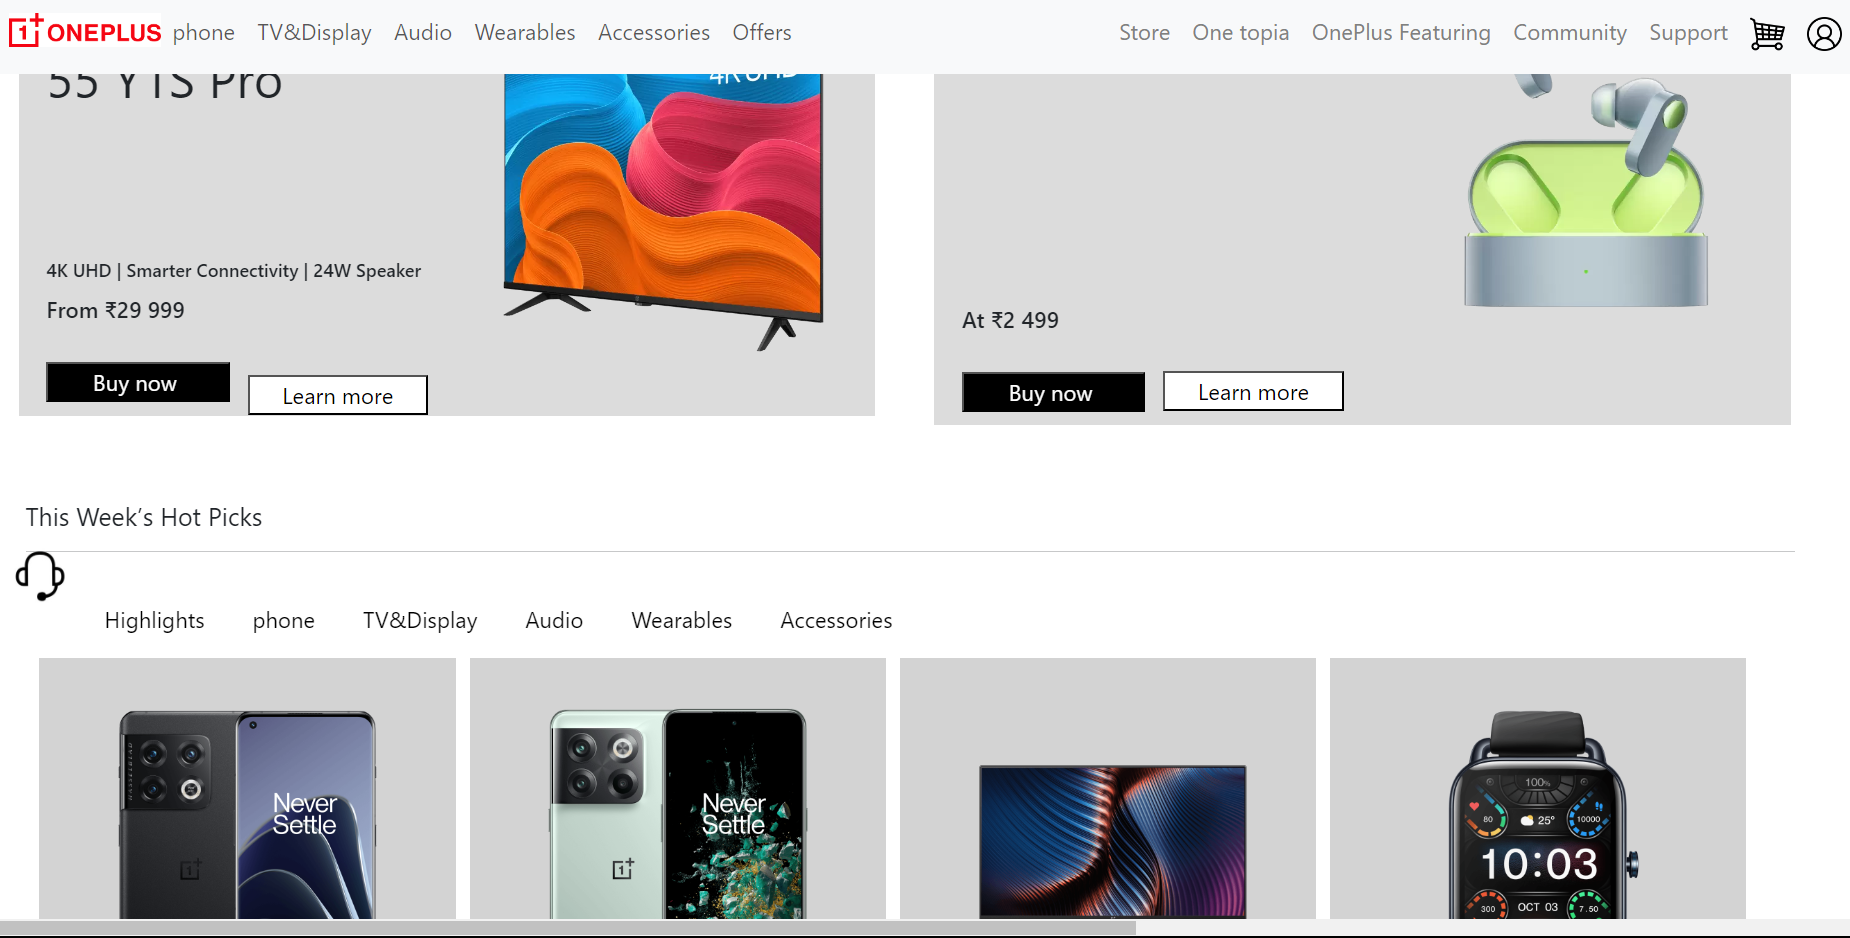 ONEPLUS phone TV&Display Audio Wearables Accessories Offers Store One topia OnePlus Featuring Community Support
55 Y1S Pro
4K UHD
4K UHD | Smarter Connectivity | 24W Speaker
From ₹29 999
Buy now Learn more
At ₹2 499
Buy now Learn more
This Week’s Hot Picks
Highlights phone TV&Display Audio Wearables Accessories
HASSELBLAD
Never
Settle
Never
Settle
100%
80 25° 10000
10:03
300 OCT 03 7.50